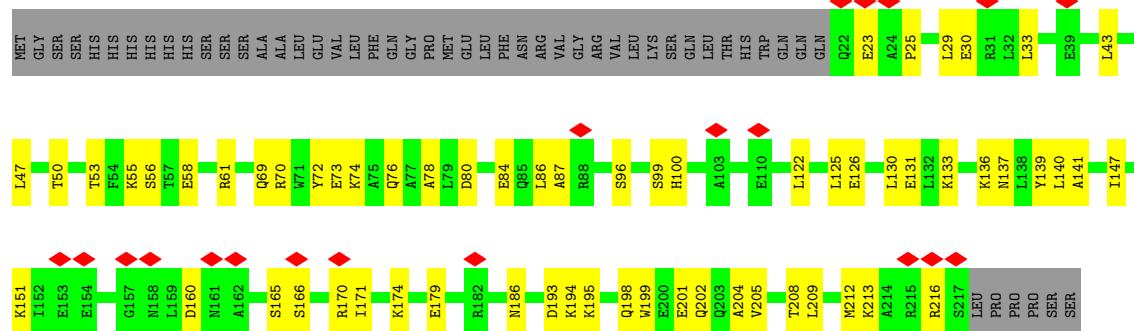 MET GLY SER SER HIS HIS HIS HIS HIS HIS SER SER SER ALA ALA LEU GLU VAL LEU PHE GLN GLY PRO MET GLU LEU PHE ASN ARG VAL GLY ARG VAL LEU LYS SER GLN LEU THR HIS TRP GLN GLN GLN Q22 E23 A24 P25 L29 E30 R31 L32 L33 E39 L43
L47 T50 T53 F54 K55 S56 T57 E58 R61 Q69 R70 W71 Y72 E73 K74 A75 Q76 A77 A78 L79 D80 E84 Q85 L86 A87 R88 S96 S99 H100 A103 E110 L122 L125 E126 L130 E131 L132 K133 K136 N137 L138 Y139 L140 A141 I147
K151 I152 E153 E154 G157 N158 L159 D160 N161 A162 S165 S166 R170 I171 K174 E179 R182 N186 D193 K194 K195 Q198 W199 E200 E201 Q202 Q203 A204 V205 T208 L209 M212 K213 A214 R215 R216 S217 LEU PRO PRO PRO SER SER